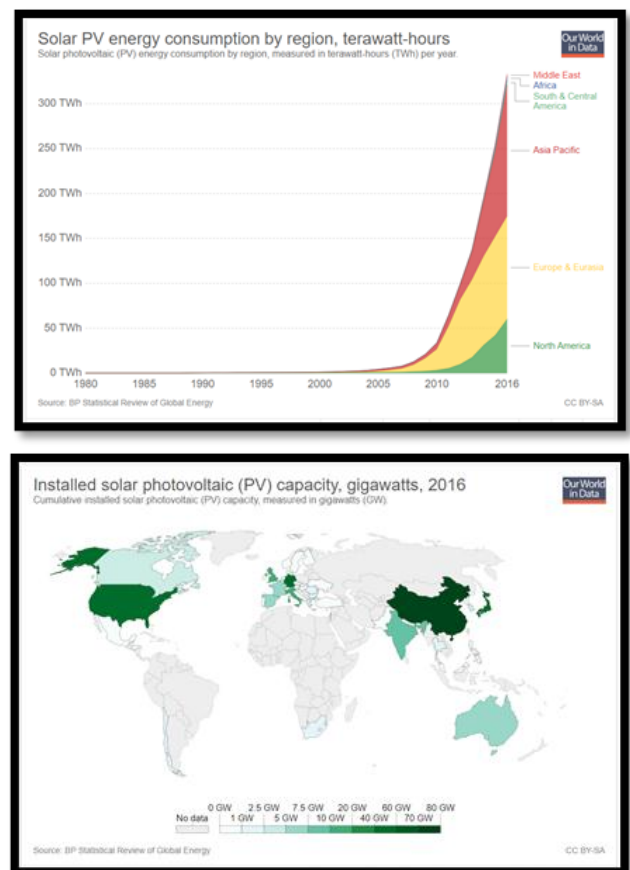 Solar PV energy consumption by region, terawatt-hours
Solar photovoltaic (PV) energy consumption by region, measured in terawatt-hours (TWh) per year.
Our World
in Data
300 TWh
250 TWh
200 TWh
150 TWh
100 TWh
50 TWh
0 TWh
Middle East
Africa
South & Central
America
Asia Pacific
Europe & Eurasia
North America
1980 1985 1990 1995 2000 2005 2010 2016
Source: BP Statistical Review of Global Energy CC BY-SA
Installed solar photovoltaic (PV) capacity, gigawatts, 2016
Cumulative installed solar photovoltaic (PV) capacity, measured in gigawatts (GW).
Our World
in Data
0 GW 2.5 GW 7.5 GW 20 GW 60 GW 80 GW
No data 1 GW 5 GW 10 GW 40 GW 70 GW
Source: BP Statistical Review of Global Energy CC BY-SA